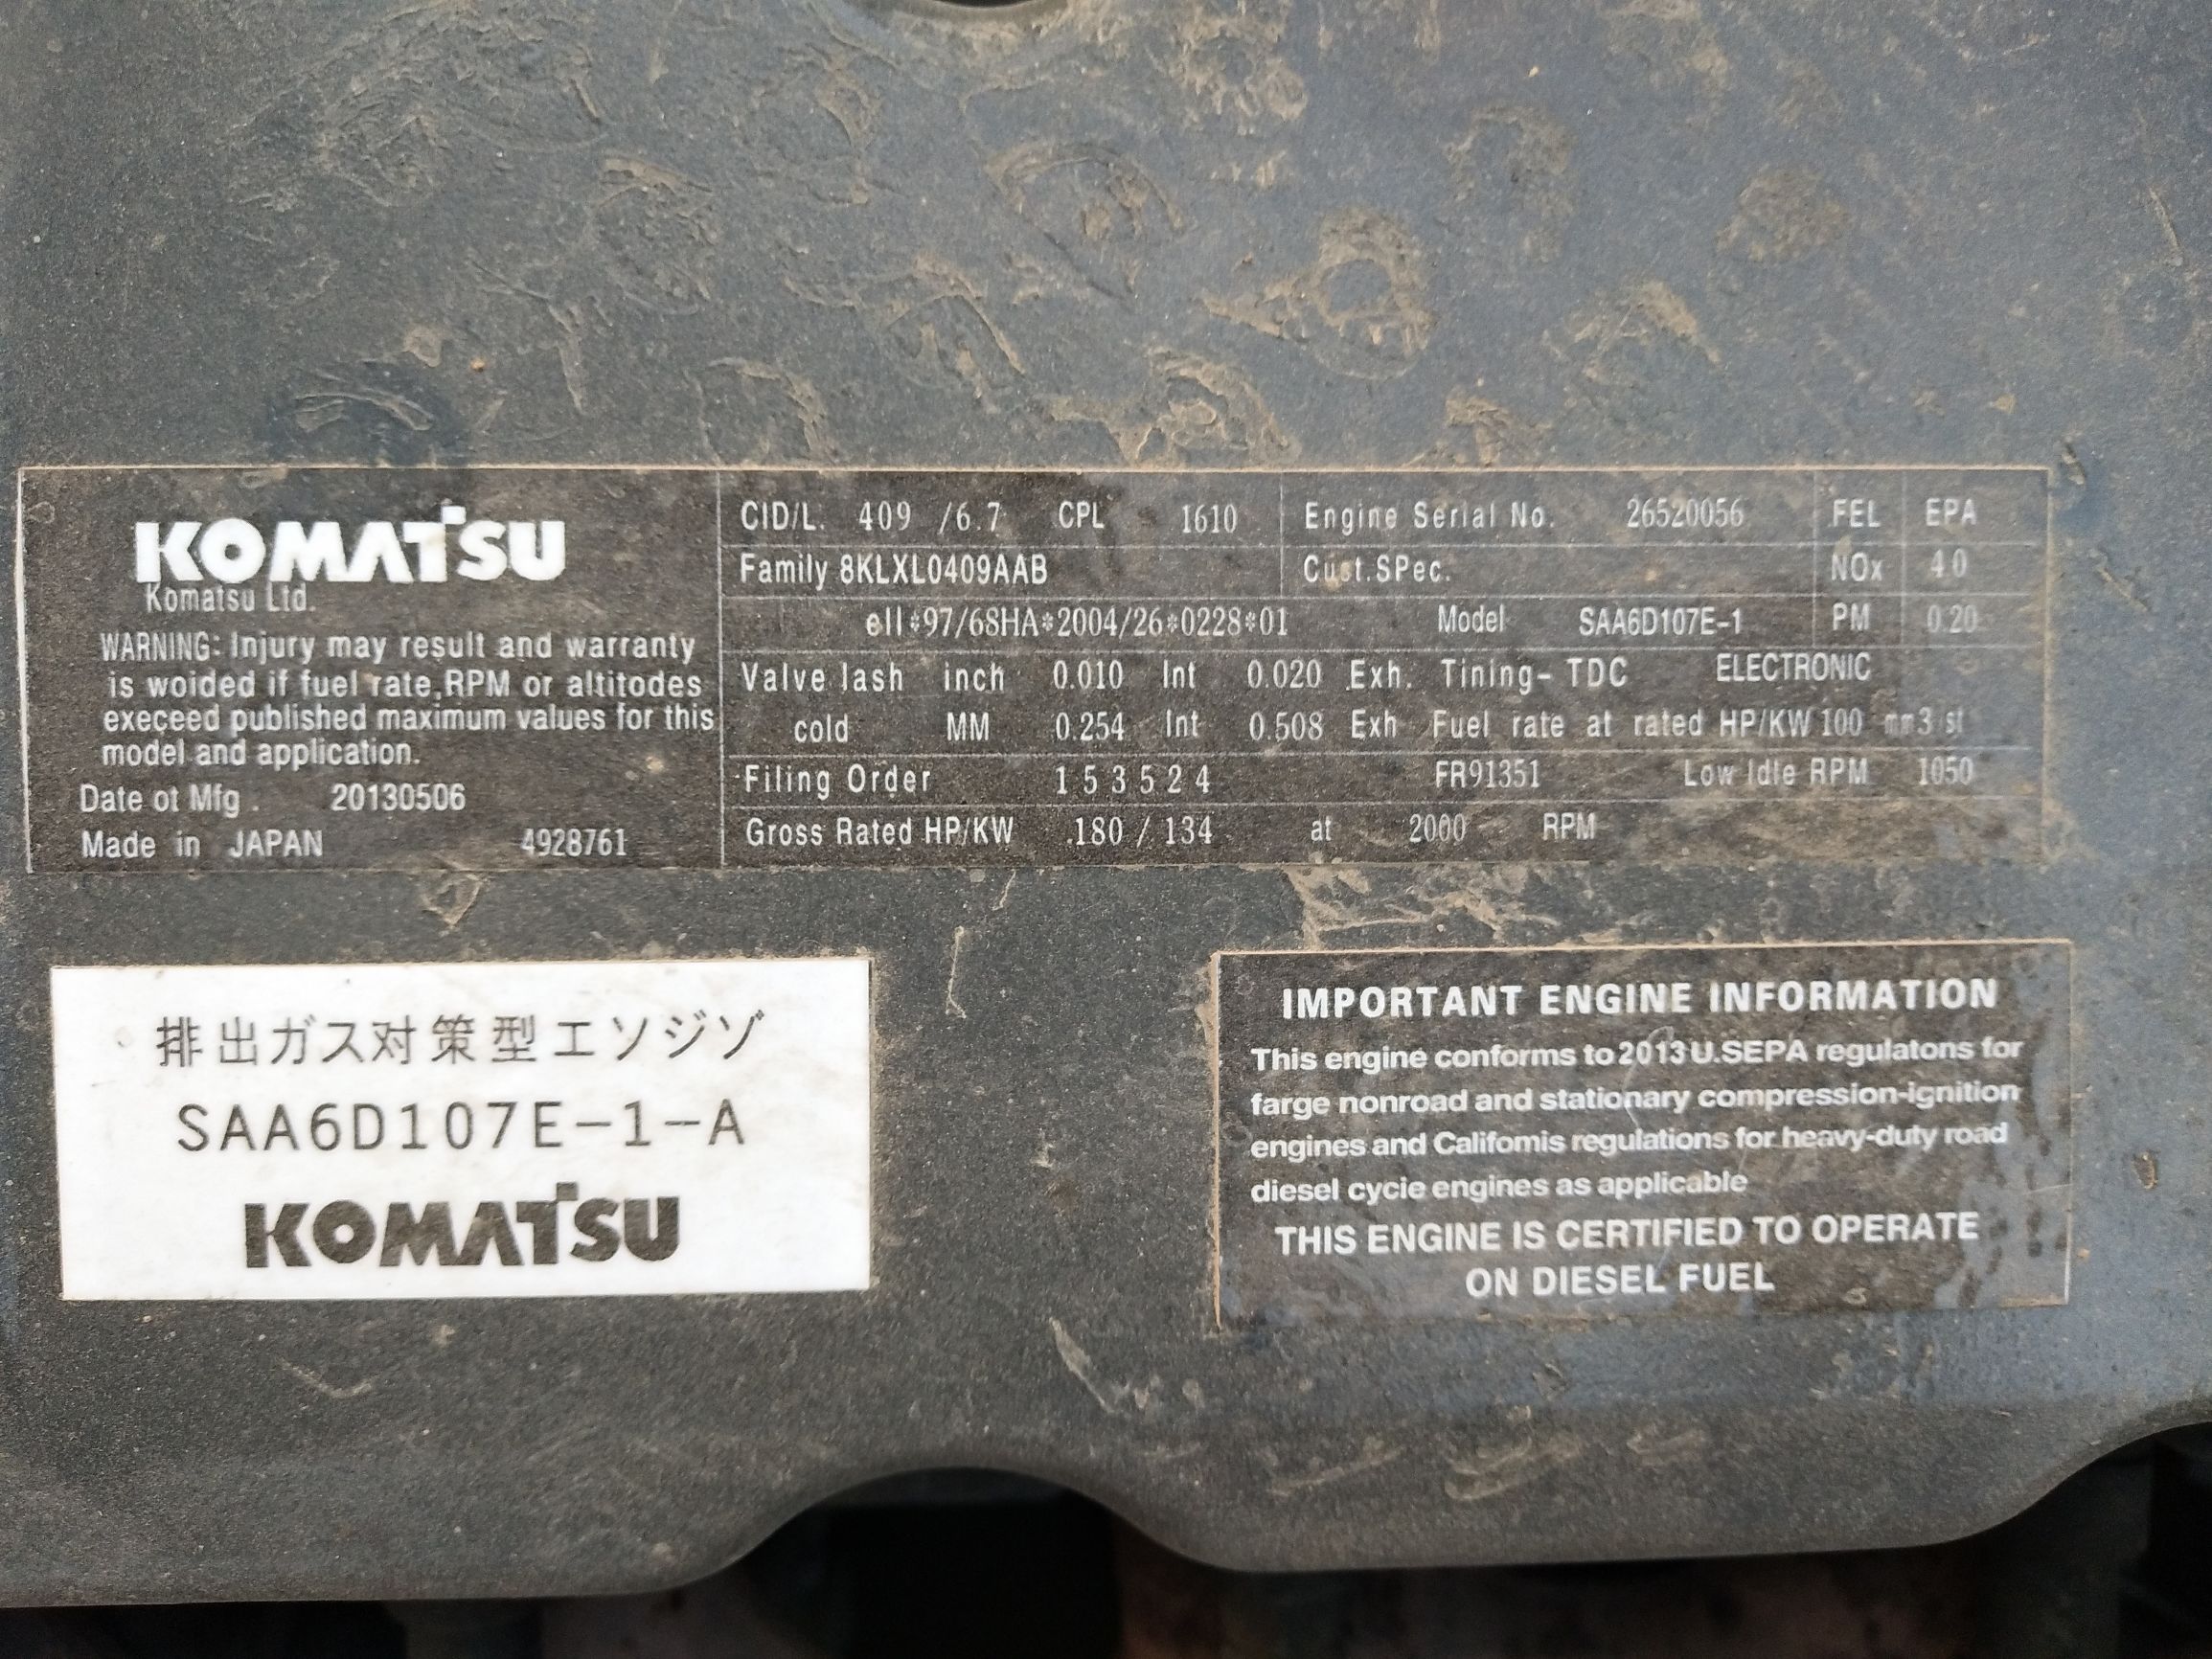 KOMATSU
Komatsu Ltd.
WARNING: Injury may result and warranty
is woided if fuel rate,RPM or altitodes
execeed published maximum values for this
model and application.
Date ot Mfg . 20130506
Made in JAPAN 4928761
CID/L. 409 /6.7 CPL 1610 Engine Serial No. 26520056 FEL EPA
Family 8KLXL0409AAB Cust.SPec. NOx 4.0
ell*97/68HA*2004/26*0228*01 Model SAA6D107E-1 PM 0.20
Valve lash inch 0.010 Int 0.020 Exh. Tining- TDC ELECTRONIC
cold MM 0.254 Int 0.508 Exh Fuel rate at rated HP/KW 100 mm3/st
Filing Order 153524 FR91351 Low Idle RPM 1050
Gross Rated HP/KW .180 / 134 at 2000 RPM
排出ガス对策型エソジソﾞ
SAA6D107E-1-A
KOMATSU
IMPORTANT ENGINE INFORMATION
This engine conforms to 2013 U.SEPA regulatons for
farge nonroad and stationary compression-ignition
engines and Califomis regulations for heavy-duty road
diesel cycie engines as applicable
THIS ENGINE IS CERTIFIED TO OPERATE
ON DIESEL FUEL